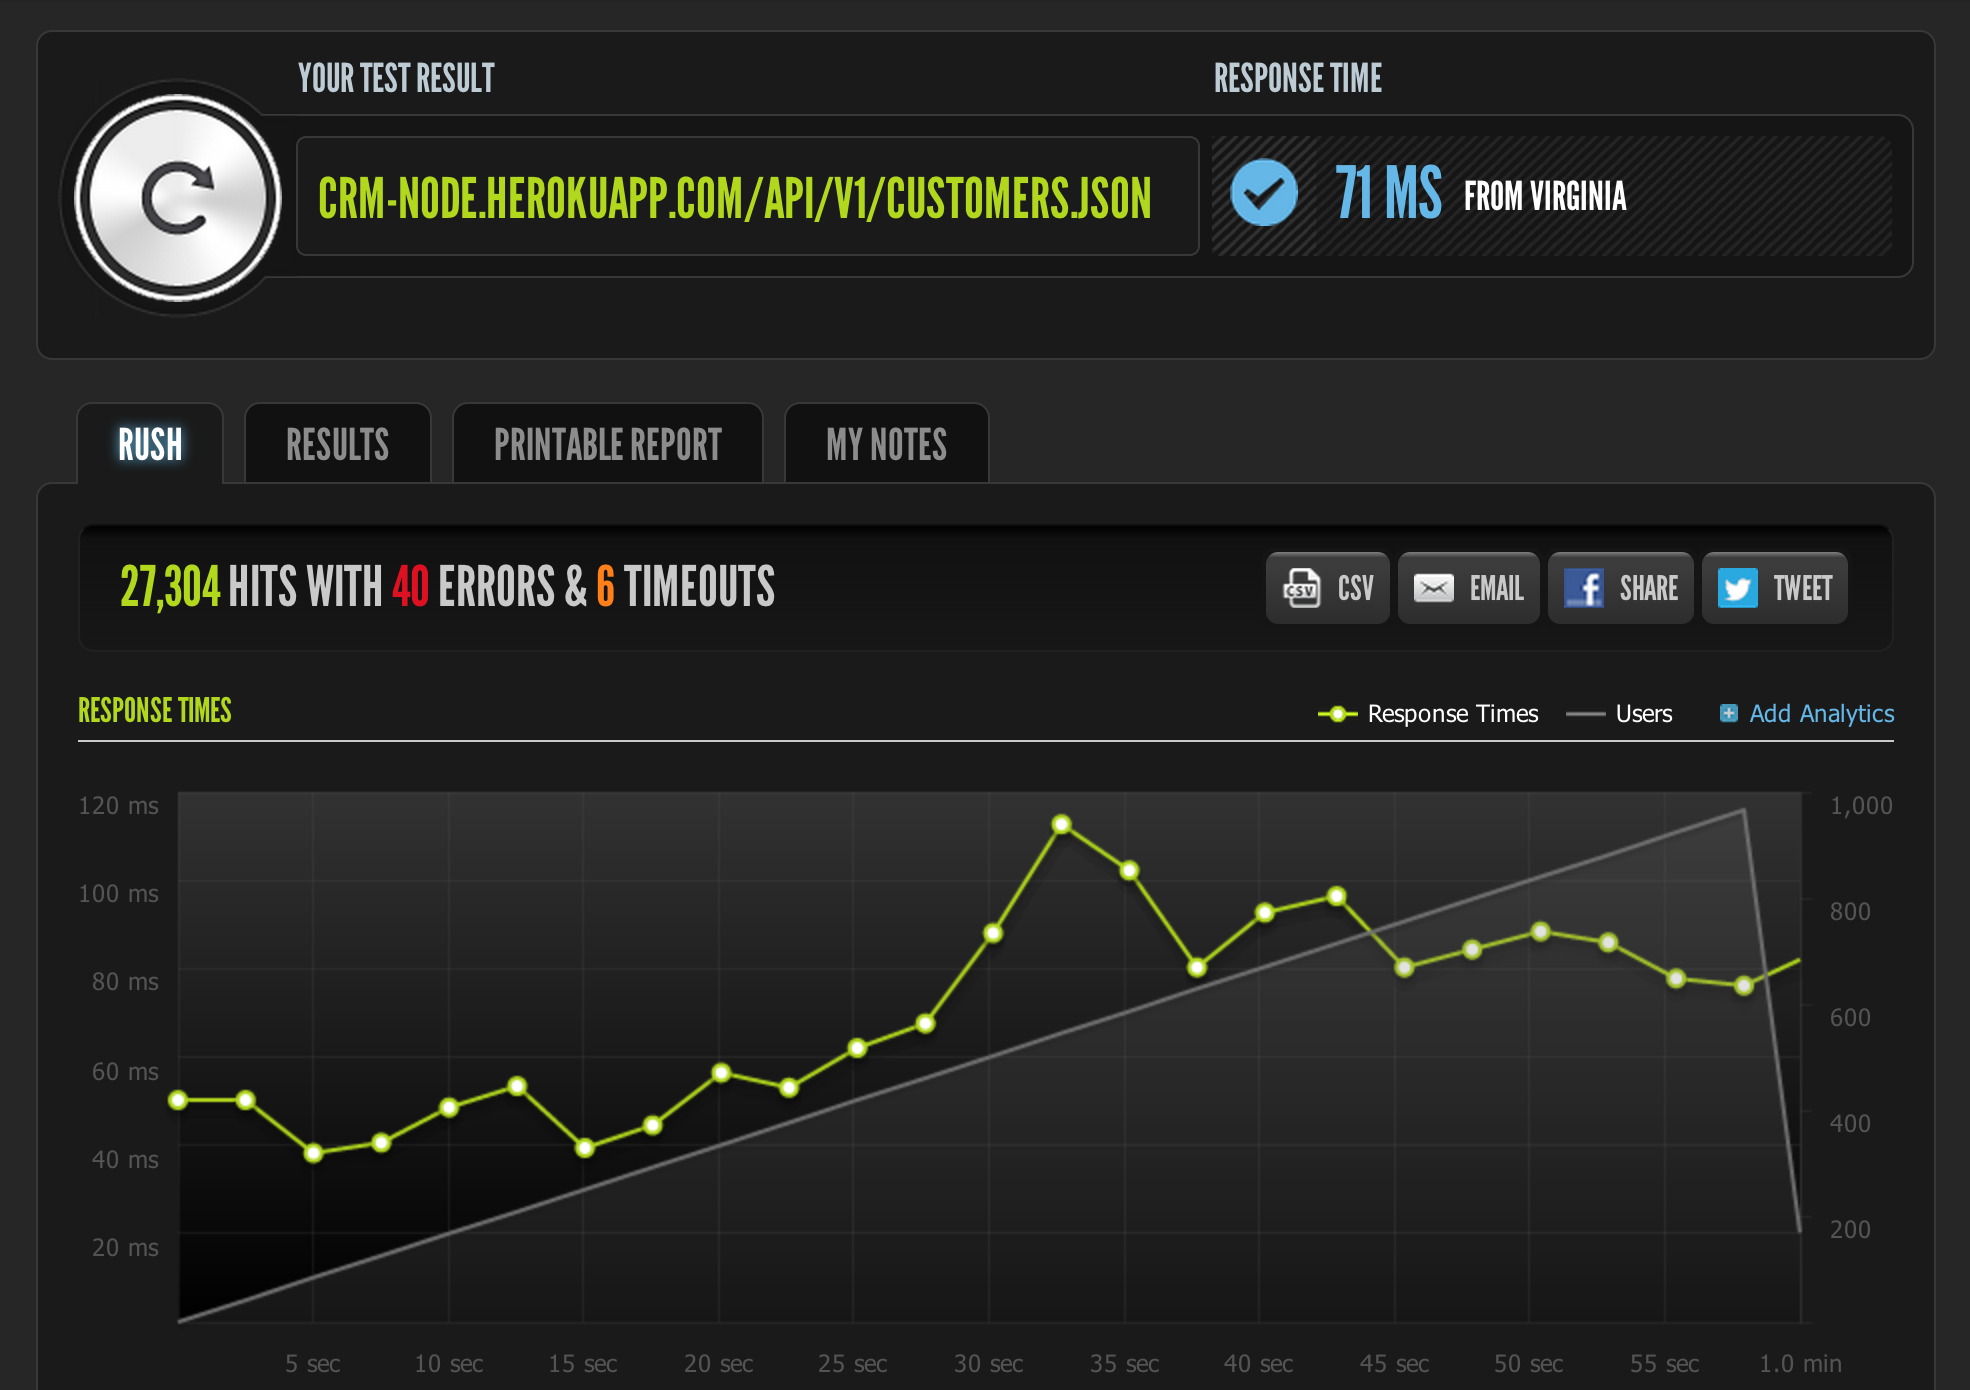 YOUR TEST RESULT
RESPONSE TIME
CRM-NODE.HEROKUAPP.COM/API/V1/CUSTOMERS.JSON
71 MS FROM VIRGINIA
RUSH
RESULTS
PRINTABLE REPORT
MY NOTES
27,304 HITS WITH 40 ERRORS & 6 TIMEOUTS
CSV
CSV
EMAIL
f
SHARE
TWEET
RESPONSE TIMES
Response Times
Users
Add Analytics
120 ms
100 ms
80 ms
60 ms
40 ms
20 ms
1,000
800
600
400
200
5 sec
10 sec
15 sec
20 sec
25 sec
30 sec
35 sec
40 sec
45 sec
50 sec
55 sec
1.0 min